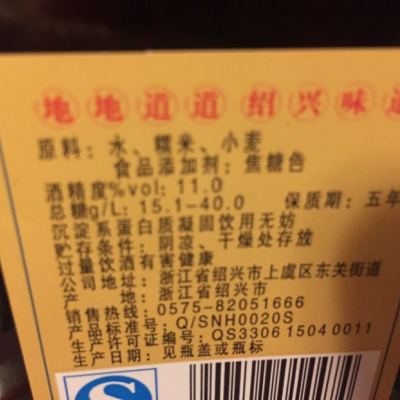 地地道道 绍兴味道
原料：水、糯米、小麦
食品添加剂：焦糖色
酒精度%vol: 11.0
总糖g/L: 15.1-40.0 保质期：五年
沉淀系蛋白质凝固饮用无妨
贮存条件：阴凉、干燥处存放
过量饮酒有害健康
地址：浙江省绍兴市上虞区东关街道
产地：浙江省绍兴市
销售热线：0575-82051666
产品标准号：Q/SNH0020S
生产许可证编号：QS3306 1504 0011
生产日期：见瓶盖或瓶标